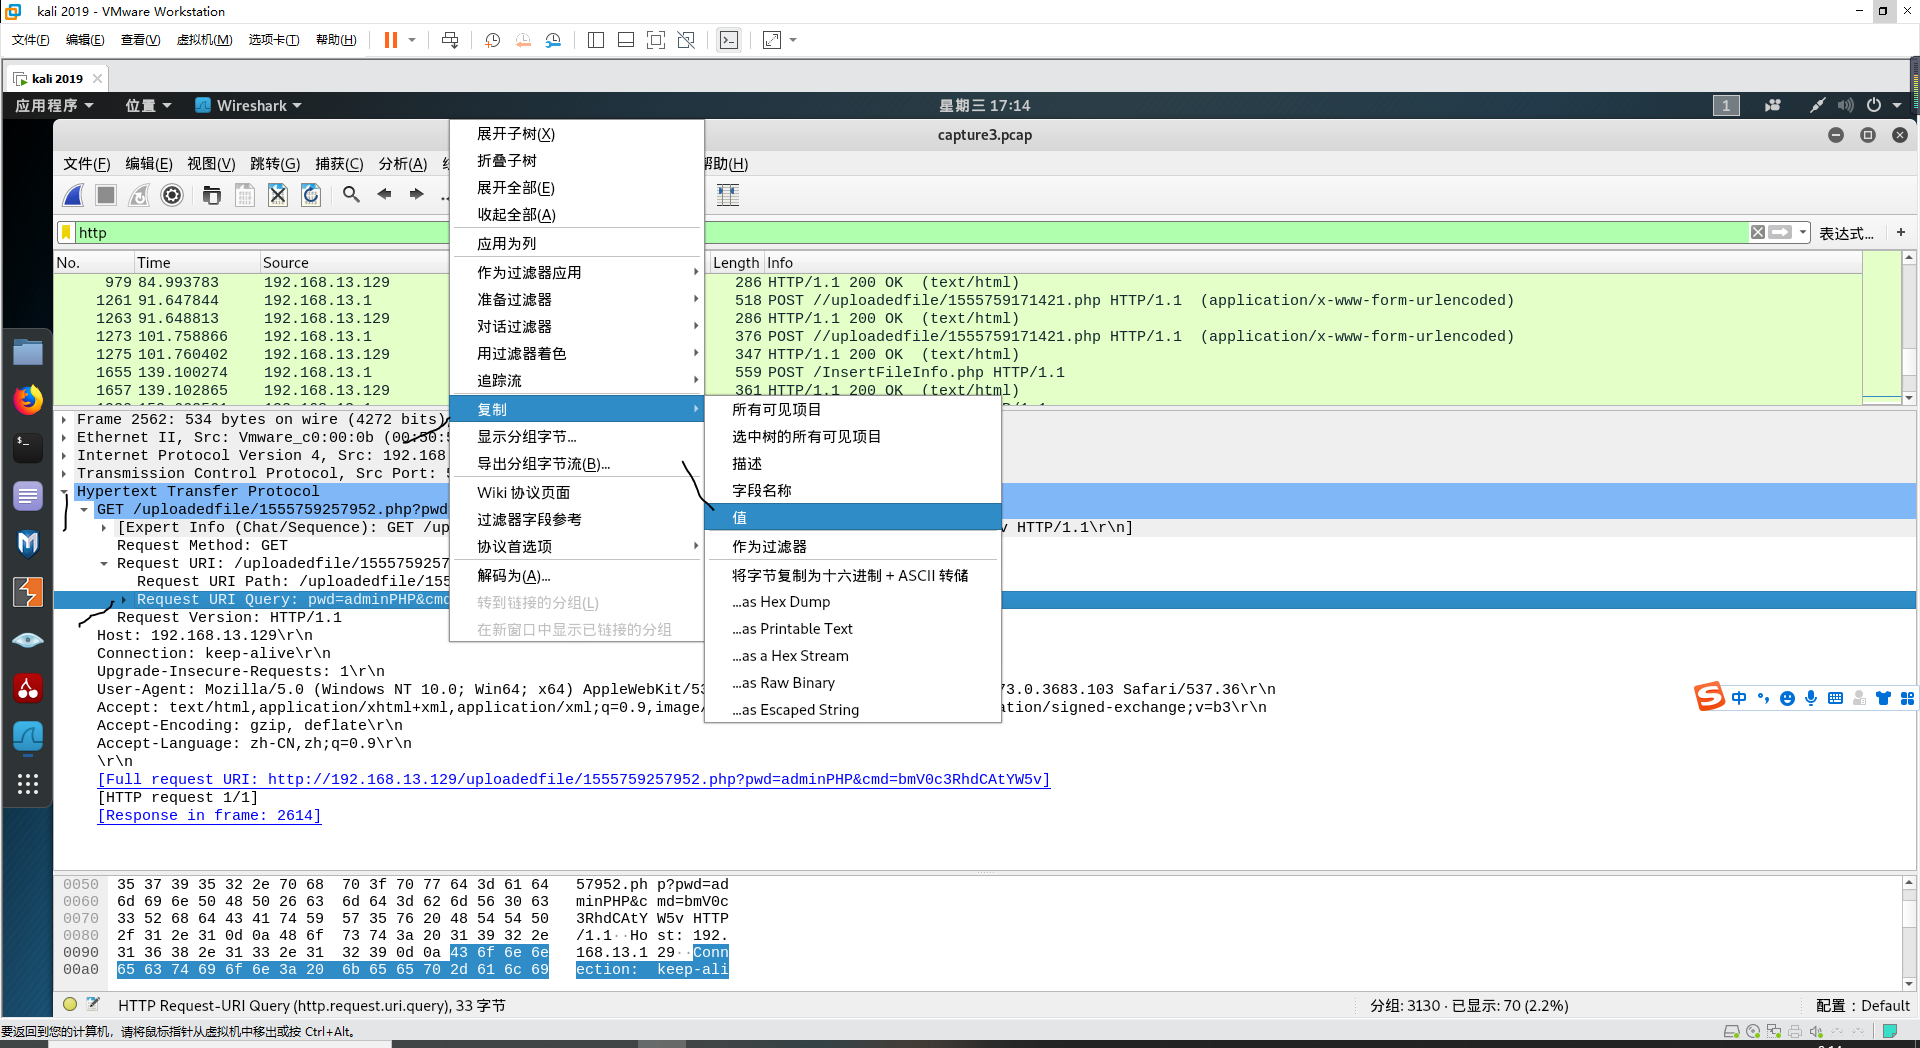 kali 2019 - VMware Workstation
文件(F) 编辑(E) 查看(V) 虚拟机(M) 选项卡(T) 帮助(H)
kali 2019
应用程序 位置 Wireshark 星期三 17:14 1
capture3.pcap
文件(F) 编辑(E) 视图(V) 跳转(G) 捕获(C) 分析(A) 帮助(H)
http 表达式… +
No. Time Source Length Info
979 84.993783 192.168.13.129 286 HTTP/1.1 200 OK (text/html)
1261 91.647844 192.168.13.1 518 POST //uploadedfile/1555759171421.php HTTP/1.1 (application/x-www-form-urlencoded)
1263 91.648813 192.168.13.129 286 HTTP/1.1 200 OK (text/html)
1273 101.758866 192.168.13.1 376 POST //uploadedfile/1555759171421.php HTTP/1.1 (application/x-www-form-urlencoded)
1275 101.760402 192.168.13.129 347 HTTP/1.1 200 OK (text/html)
1655 139.100274 192.168.13.1 559 POST /InsertFileInfo.php HTTP/1.1
1657 139.102865 192.168.13.129 361 HTTP/1.1 200 OK (text/html)
展开子树(X)
折叠子树
展开全部(E)
收起全部(A)
应用为列
作为过滤器应用
准备过滤器
对话过滤器
用过滤器着色
追踪流
复制
显示分组字节…
导出分组字节流(B)…
Wiki 协议页面
过滤器字段参考
协议首选项
解码为(A)…
转到链接的分组(L)
在新窗口中显示已链接的分组
所有可见项目
选中树的所有可见项目
描述
字段名称
值
作为过滤器
将字节复制为十六进制 + ASCII 转储
…as Hex Dump
…as Printable Text
…as a Hex Stream
…as Raw Binary
…as Escaped String
Frame 2562: 534 bytes on wire (4272 bits)
Ethernet II, Src: Vmware_c0:00:0b (00:50:5
Internet Protocol Version 4, Src: 192.168
Transmission Control Protocol, Src Port: 5
Hypertext Transfer Protocol
GET /uploadedfile/1555759257952.php?pwd
[Expert Info (Chat/Sequence): GET /up v HTTP/1.1\r\n]
Request Method: GET
Request URI: /uploadedfile/155575925
Request URI Path: /uploadedfile/155
Request URI Query: pwd=adminPHP&cmd
Request Version: HTTP/1.1
Host: 192.168.13.129\r\n
Connection: keep-alive\r\n
Upgrade-Insecure-Requests: 1\r\n
User-Agent: Mozilla/5.0 (Windows NT 10.0; Win64; x64) AppleWebKit/53 73.0.3683.103 Safari/537.36\r\n
Accept: text/html,application/xhtml+xml,application/xml;q=0.9,image/ ation/signed-exchange;v=b3\r\n
Accept-Encoding: gzip, deflate\r\n
Accept-Language: zh-CN,zh;q=0.9\r\n
\r\n
[Full request URI: http://192.168.13.129/uploadedfile/1555759257952.php?pwd=adminPHP&cmd=bmV0c3RhdCAtYW5v]
[HTTP request 1/1]
[Response in frame: 2614]
中
0050 35 37 39 35 32 2e 70 68 70 3f 70 77 64 3d 61 64 57952.ph p?pwd=ad
0060 6d 69 6e 50 48 50 26 63 6d 64 3d 62 6d 56 30 63 minPHP&c md=bmV0c
0070 33 52 68 64 43 41 74 59 57 35 76 20 48 54 54 50 3RhdCAtY W5v HTTP
0080 2f 31 2e 31 0d 0a 48 6f 73 74 3a 20 31 39 32 2e /1.1··Ho st: 192.
0090 31 36 38 2e 31 33 2e 31 32 39 0d 0a 43 6f 6e 6e 168.13.1 29··Conn
00a0 65 63 74 69 6f 6e 3a 20 6b 65 65 70 2d 61 6c 69 ection: keep-ali
HTTP Request-URI Query (http.request.uri.query), 33 字节 分组: 3130 · 已显示: 70 (2.2%) 配置：Default
要返回到您的计算机，请将鼠标指针从虚拟机中移出或按 Ctrl+Alt。